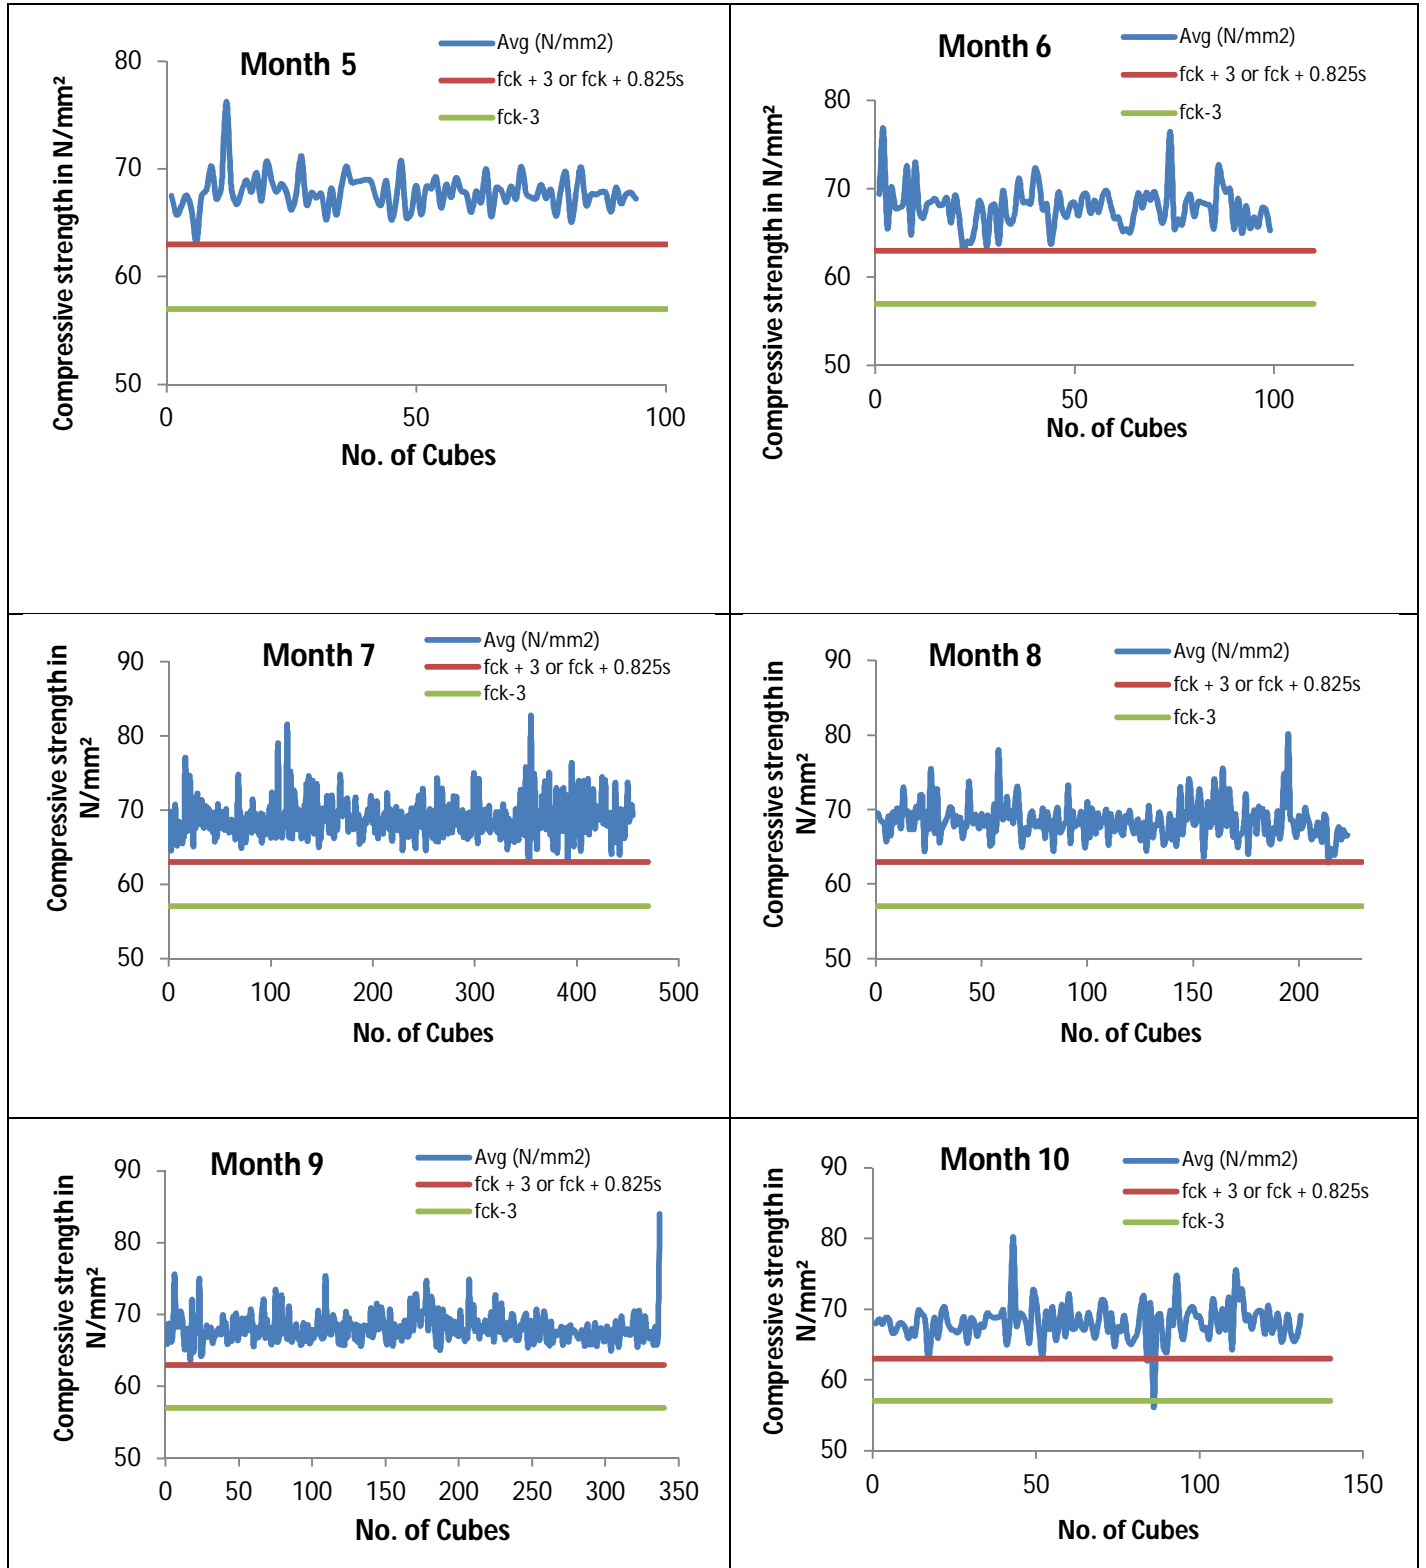 Month 5
Avg (N/mm2)
fck + 3 or fck + 0.825s
fck-3
Compressive strength in N/mm²
80
70
60
50
0 50 100
No. of Cubes
Month 6
Avg (N/mm2)
fck + 3 or fck + 0.825s
fck-3
Compressive strength in N/mm²
80
70
60
50
0 50 100
No. of Cubes
Month 7
Avg (N/mm2)
fck + 3 or fck + 0.825s
fck-3
Compressive strength in
N/mm²
90
80
70
60
50
0 100 200 300 400 500
No. of Cubes
Month 8
Avg (N/mm2)
fck + 3 or fck + 0.825s
fck-3
Compressive strength in
N/mm²
90
80
70
60
50
0 50 100 150 200
No. of Cubes
Month 9
Avg (N/mm2)
fck + 3 or fck + 0.825s
fck-3
Compressive strength in
N/mm²
90
80
70
60
50
0 50 100 150 200 250 300 350
No. of Cubes
Month 10
Avg (N/mm2)
fck + 3 or fck + 0.825s
fck-3
Compressive strength in
N/mm²
90
80
70
60
50
0 50 100 150
No. of Cubes